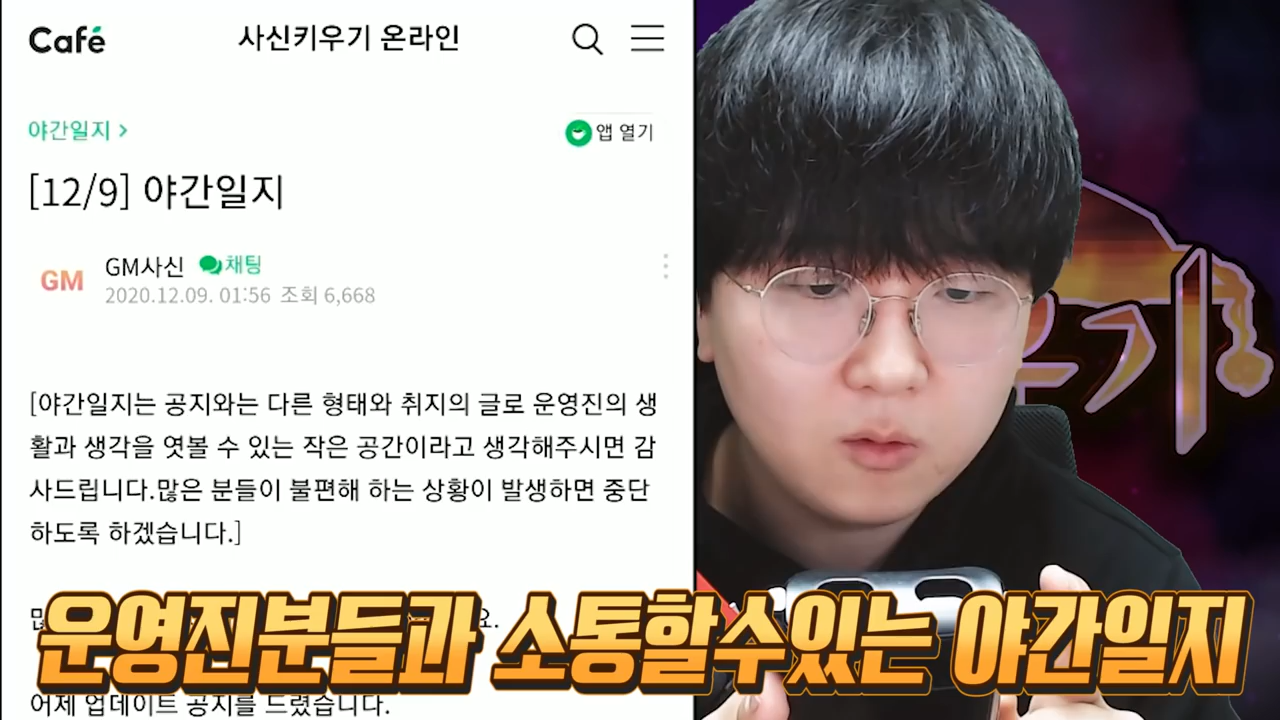 Café
사신키우기 온라인
야간일지 >
앱 열기
[12/9] 야간일지
GM
GM사신 채팅
2020.12.09. 01:56 조회 6,668
[야간일지는 공지와는 다른 형태와 취지의 글로 운영진의 생
활과 생각을 엿볼 수 있는 작은 공간이라고 생각해주시면 감
사드립니다.많은 분들이 불편해 하는 상황이 발생하면 중단
하도록 하겠습니다.]
운영진분들과 소통할수있는 야간일지
어제 업데이트 공지를 드렸습니다.
우기